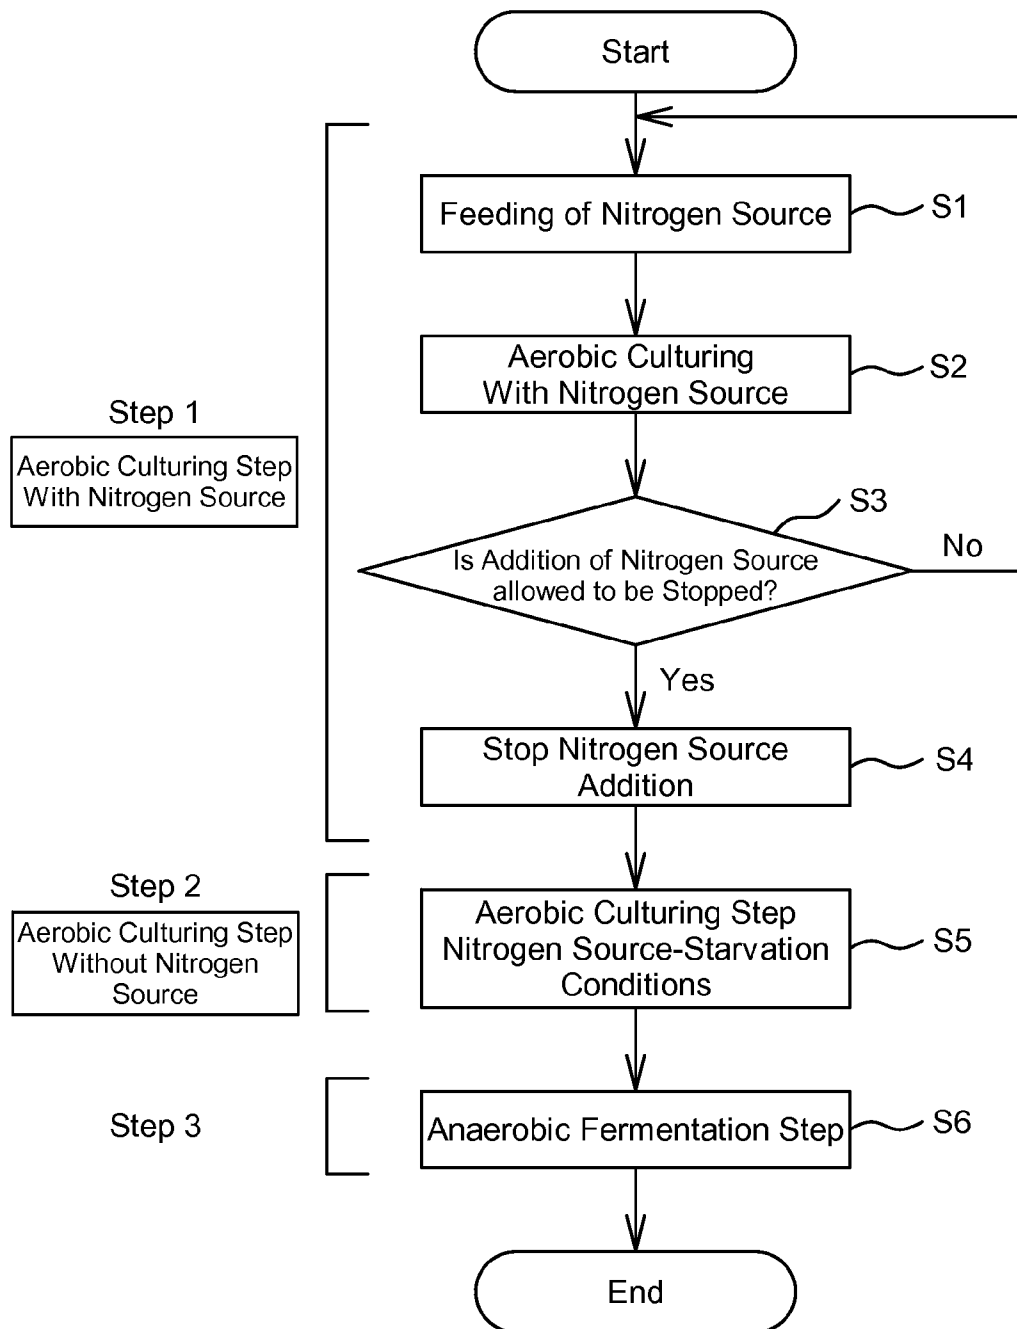 Start
Feeding of Nitrogen Source
S1
Aerobic Culturing
With Nitrogen Source
S2
Step 1
Aerobic Culturing Step
With Nitrogen Source
S3
Is Addition of Nitrogen Source
allowed to be Stopped?
No
Yes
Stop Nitrogen Source
Addition
S4
Step 2
Aerobic Culturing Step
Without Nitrogen
Source
Aerobic Culturing Step
Nitrogen Source-Starvation
Conditions
S5
Step 3
Anaerobic Fermentation Step
S6
End